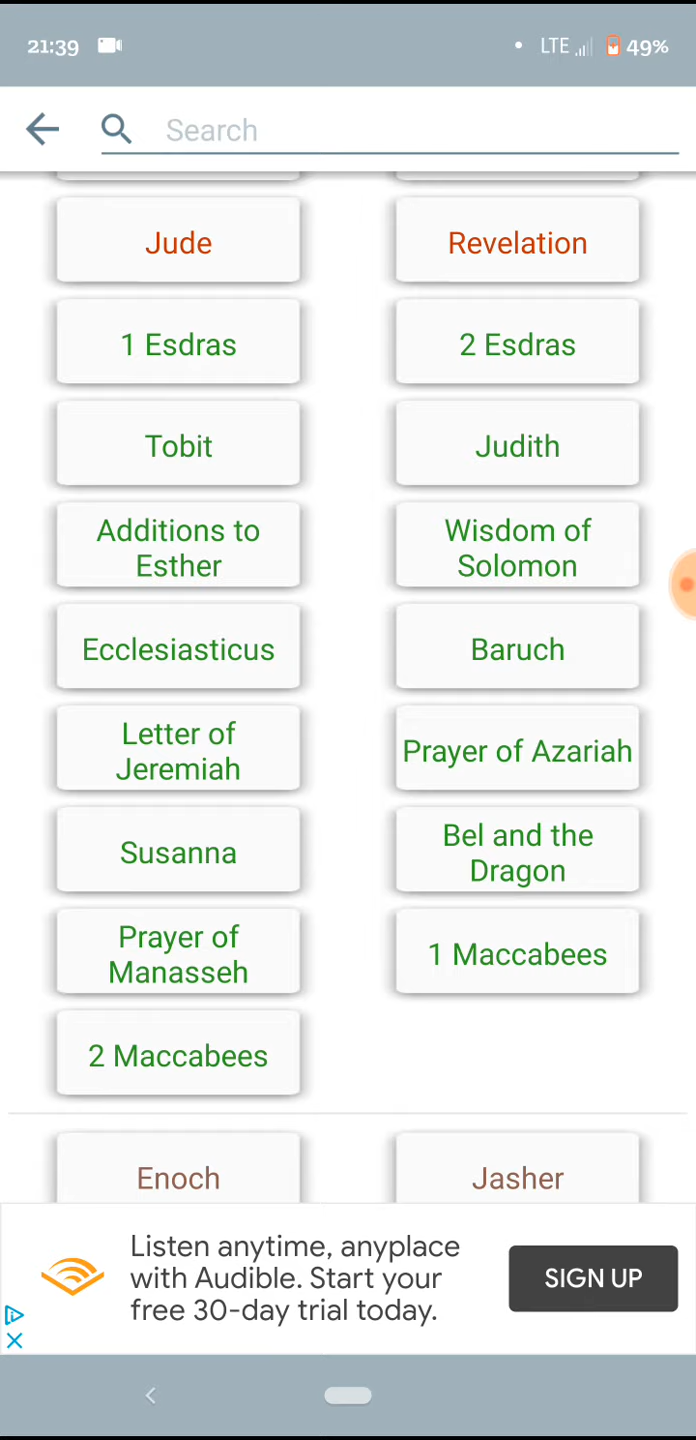 21:39 LTE 49%
Search
Jude Revelation
1 Esdras 2 Esdras
Tobit Judith
Additions to
Esther
Wisdom of
Solomon
Ecclesiasticus Baruch
Letter of
Jeremiah
Prayer of Azariah
Susanna
Bel and the
Dragon
Prayer of
Manasseh
1 Maccabees
2 Maccabees
Enoch Jasher
Listen anytime, anyplace
with Audible. Start your
free 30-day trial today.
SIGN UP